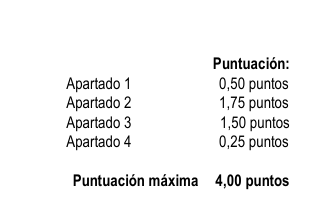 Puntuación:
Apartado 1 0,50 puntos
Apartado 2 1,75 puntos
Apartado 3 1,50 puntos
Apartado 4 0,25 puntos
Puntuación máxima 4,00 puntos